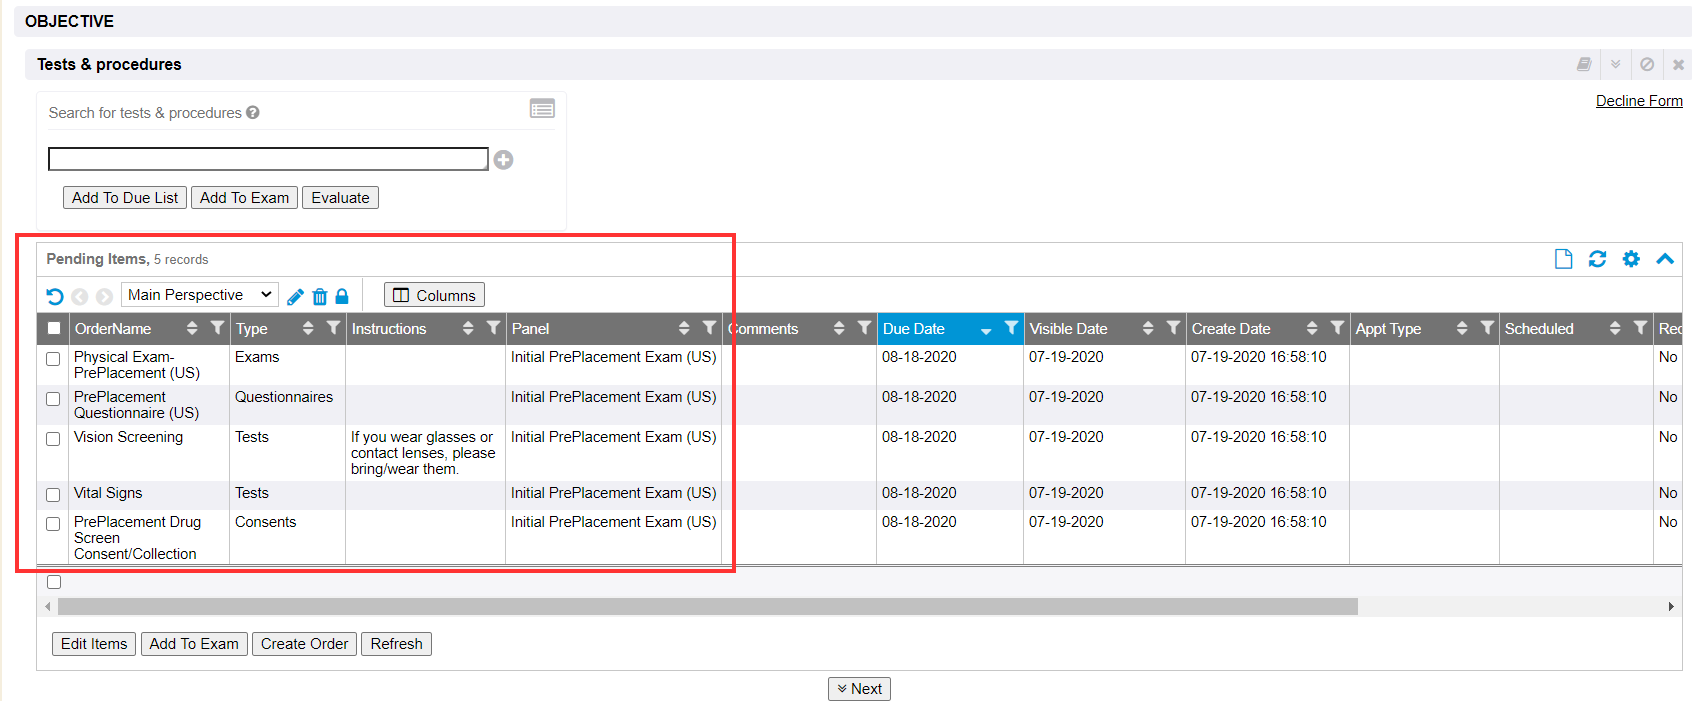 OBJECTIVE
Tests & procedures
Decline Form
Search for tests & procedures
Add To Due List Add To Exam Evaluate
Pending Items, 5 records
Main Perspective Columns
OrderName Type Instructions Panel Comments Due Date Visible Date Create Date Appt Type Scheduled Rec
Physical Exam-PrePlacement (US) Exams Initial PrePlacement Exam (US) 08-18-2020 07-19-2020 07-19-2020 16:58:10 No
PrePlacement Questionnaire (US) Questionnaires Initial PrePlacement Exam (US) 08-18-2020 07-19-2020 07-19-2020 16:58:10 No
Vision Screening Tests If you wear glasses or contact lenses, please bring/wear them. Initial PrePlacement Exam (US) 08-18-2020 07-19-2020 07-19-2020 16:58:10 No
Vital Signs Tests Initial PrePlacement Exam (US) 08-18-2020 07-19-2020 07-19-2020 16:58:10 No
PrePlacement Drug Screen Consent/Collection Consents Initial PrePlacement Exam (US) 08-18-2020 07-19-2020 07-19-2020 16:58:10 No
Edit Items Add To Exam Create Order Refresh
Next